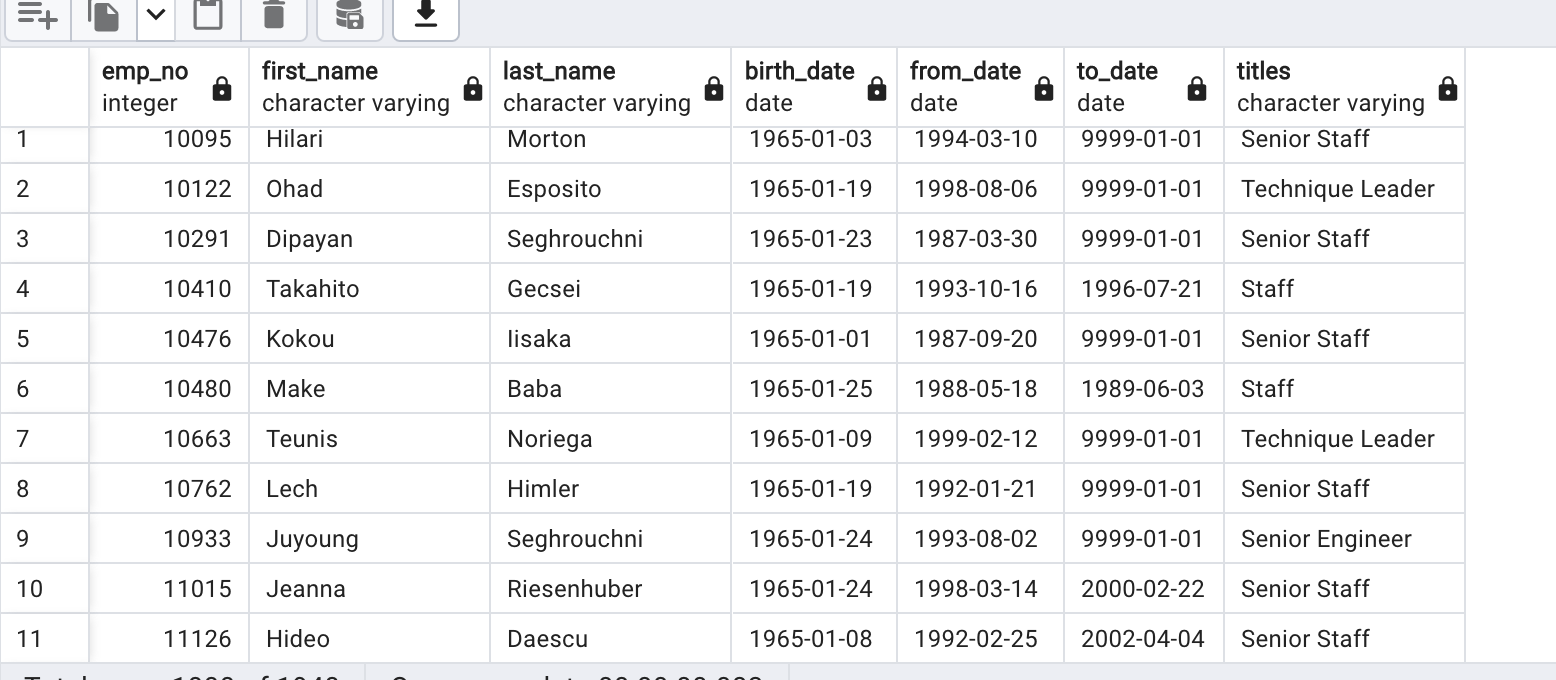 emp_no first_name last_name birth_date from_date to_date titles
integer character varying character varying date date date character varying
1 10095 Hilari Morton 1965-01-03 1994-03-10 9999-01-01 Senior Staff
2 10122 Ohad Esposito 1965-01-19 1998-08-06 9999-01-01 Technique Leader
3 10291 Dipayan Seghrouchni 1965-01-23 1987-03-30 9999-01-01 Senior Staff
4 10410 Takahito Gecsei 1965-01-19 1993-10-16 1996-07-21 Staff
5 10476 Kokou Iisaka 1965-01-01 1987-09-20 9999-01-01 Senior Staff
6 10480 Make Baba 1965-01-25 1988-05-18 1989-06-03 Staff
7 10663 Teunis Noriega 1965-01-09 1999-02-12 9999-01-01 Technique Leader
8 10762 Lech Himler 1965-01-19 1992-01-21 9999-01-01 Senior Staff
9 10933 Juyoung Seghrouchni 1965-01-24 1993-08-02 9999-01-01 Senior Engineer
10 11015 Jeanna Riesenhuber 1965-01-24 1998-03-14 2000-02-22 Senior Staff
11 11126 Hideo Daescu 1965-01-08 1992-02-25 2002-04-04 Senior Staff